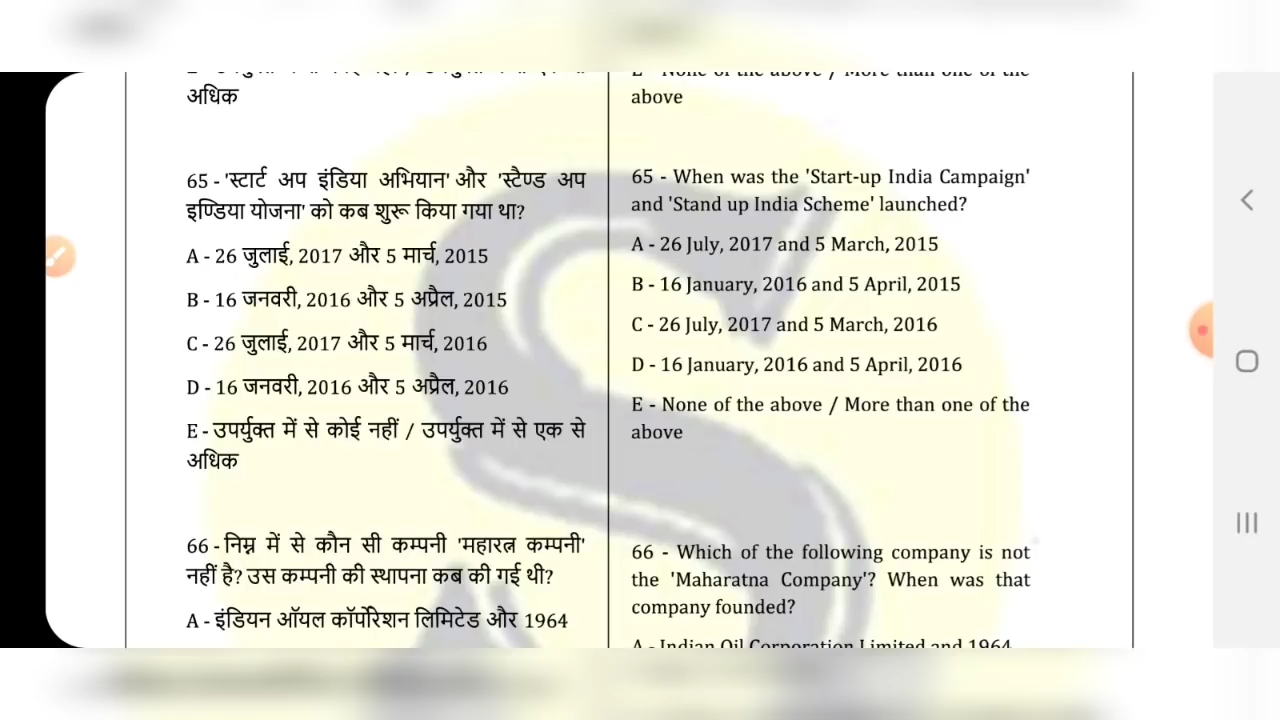 अधिक
65 - 'स्टार्ट अप इंडिया अभियान' और 'स्टैण्ड अप
इण्डिया योजना' को कब शुरू किया गया था?
A - 26 जुलाई, 2017 और 5 मार्च, 2015
B - 16 जनवरी, 2016 और 5 अप्रैल, 2015
C - 26 जुलाई, 2017 और 5 मार्च, 2016
D - 16 जनवरी, 2016 और 5 अप्रैल, 2016
E - उपर्युक्त में से कोई नहीं / उपर्युक्त में से एक से
अधिक
66 - निम्न में से कौन सी कम्पनी 'महारत्न कम्पनी'
नहीं है? उस कम्पनी की स्थापना कब की गई थी?
A - इंडियन ऑयल कॉर्पोरेशन लिमिटेड और 1964
E - None of the above / More than one of the
above
65 - When was the 'Start-up India Campaign'
and 'Stand up India Scheme' launched?
A - 26 July, 2017 and 5 March, 2015
B - 16 January, 2016 and 5 April, 2015
C - 26 July, 2017 and 5 March, 2016
D - 16 January, 2016 and 5 April, 2016
E - None of the above / More than one of the
above
66 - Which of the following company is not
the 'Maharatna Company'? When was that
company founded?
A - Indian Oil Corporation Limited and 1964